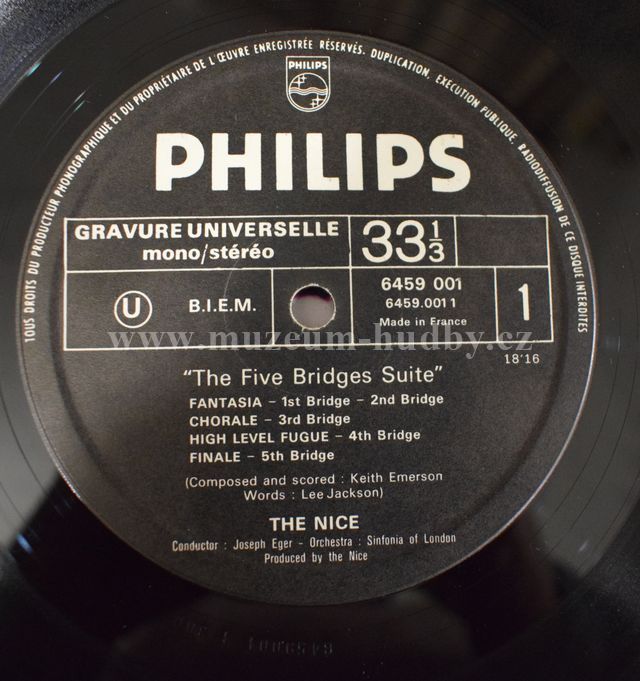 TOUS DROITS DU PRODUCTEUR PHONOGRAPHIQUE ET DU PROPRIÉTAIRE DE L'ŒUVRE ENREGISTRÉE RÉSERVÉS. DUPLICATION, EXÉCUTION PUBLIQUE, RADIODIFFUSION DE CE DISQUE INTERDITES
PHILIPS
PHILIPS
GRAVURE UNIVERSELLE
mono/stéréo
33 1/3
U
B.I.E.M.
6459 001
6459.001 1
Made in France
1
www.muzeum-hudby.cz
18'16
"The Five Bridges Suite"
FANTASIA – 1st Bridge – 2nd Bridge
CHORALE – 3rd Bridge
HIGH LEVEL FUGUE – 4th Bridge
FINALE – 5th Bridge
(Composed and scored : Keith Emerson
Words : Lee Jackson)
THE NICE
Conductor : Joseph Eger - Orchestra : Sinfonia of London
Produced by the Nice